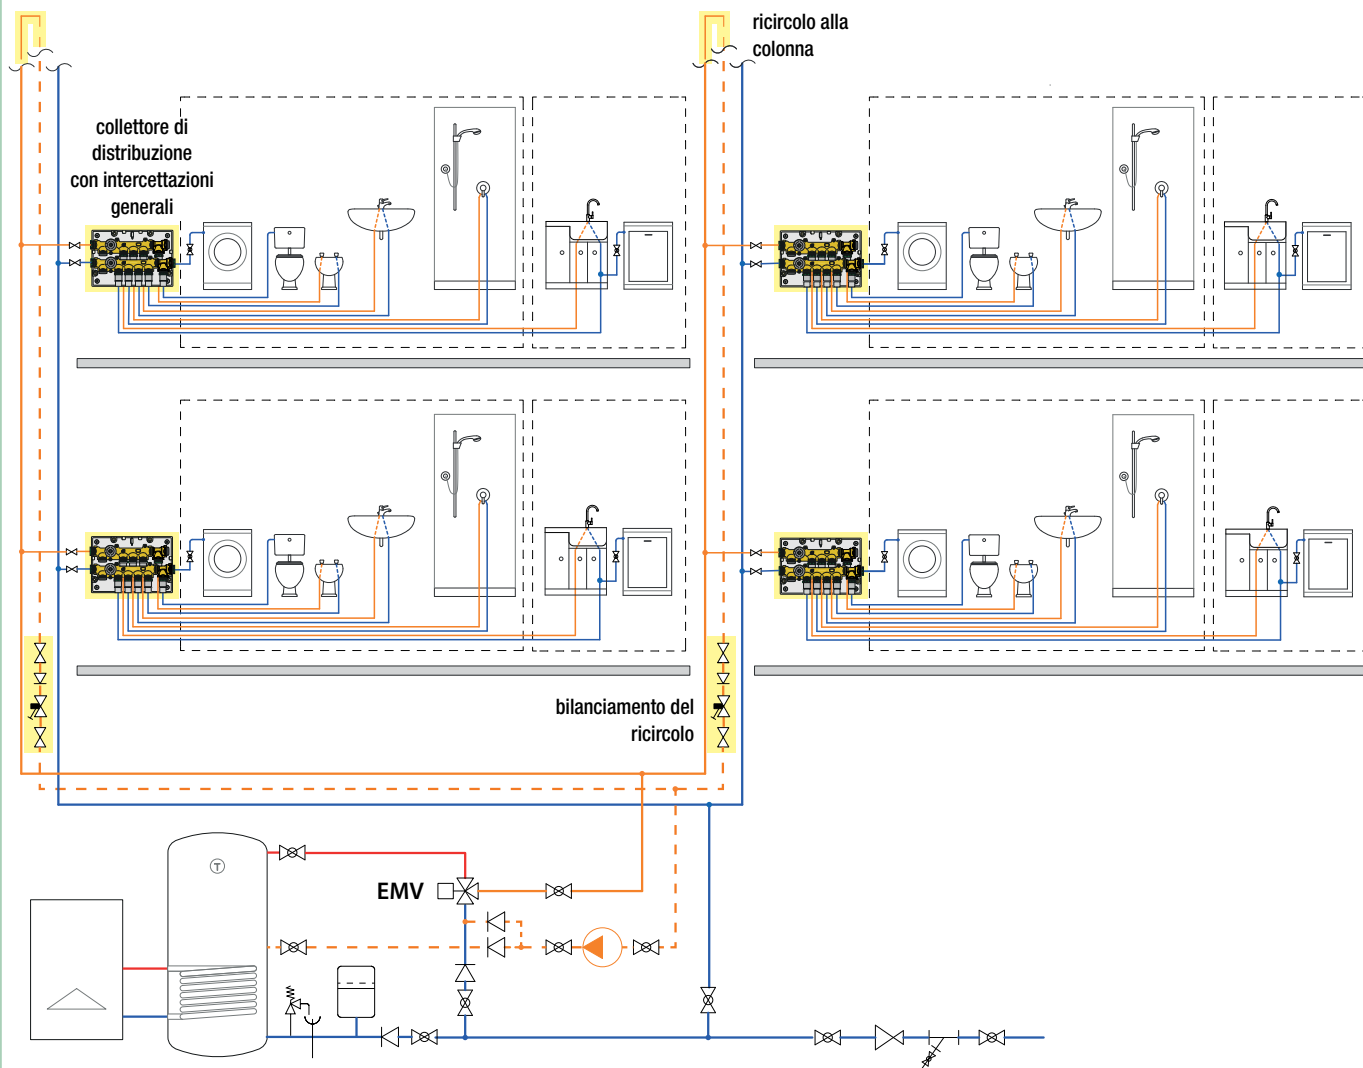 ricircolo alla
colonna
collettore di
distribuzione
con intercettazioni
generali
bilanciamento del
ricircolo
T
EMV